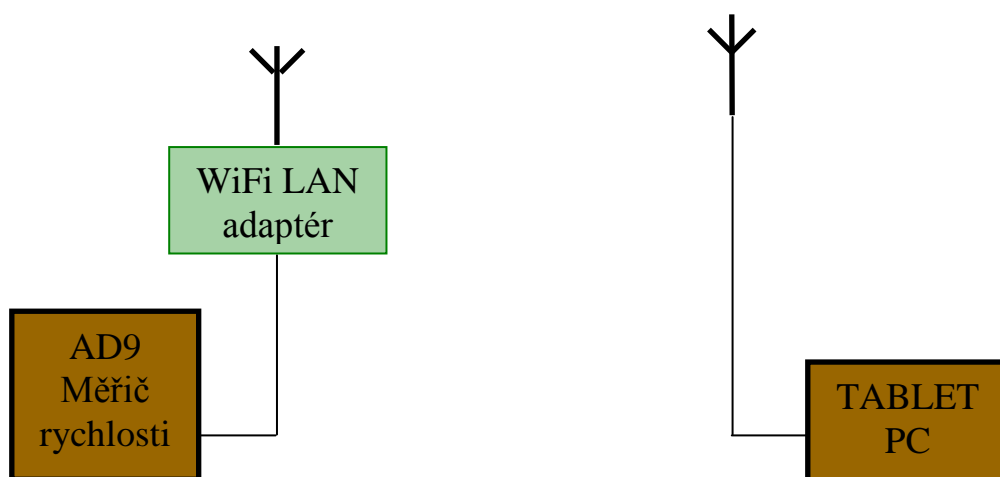 WiFi LAN
adaptér
AD9
Měřič
rychlosti
TABLET
PC